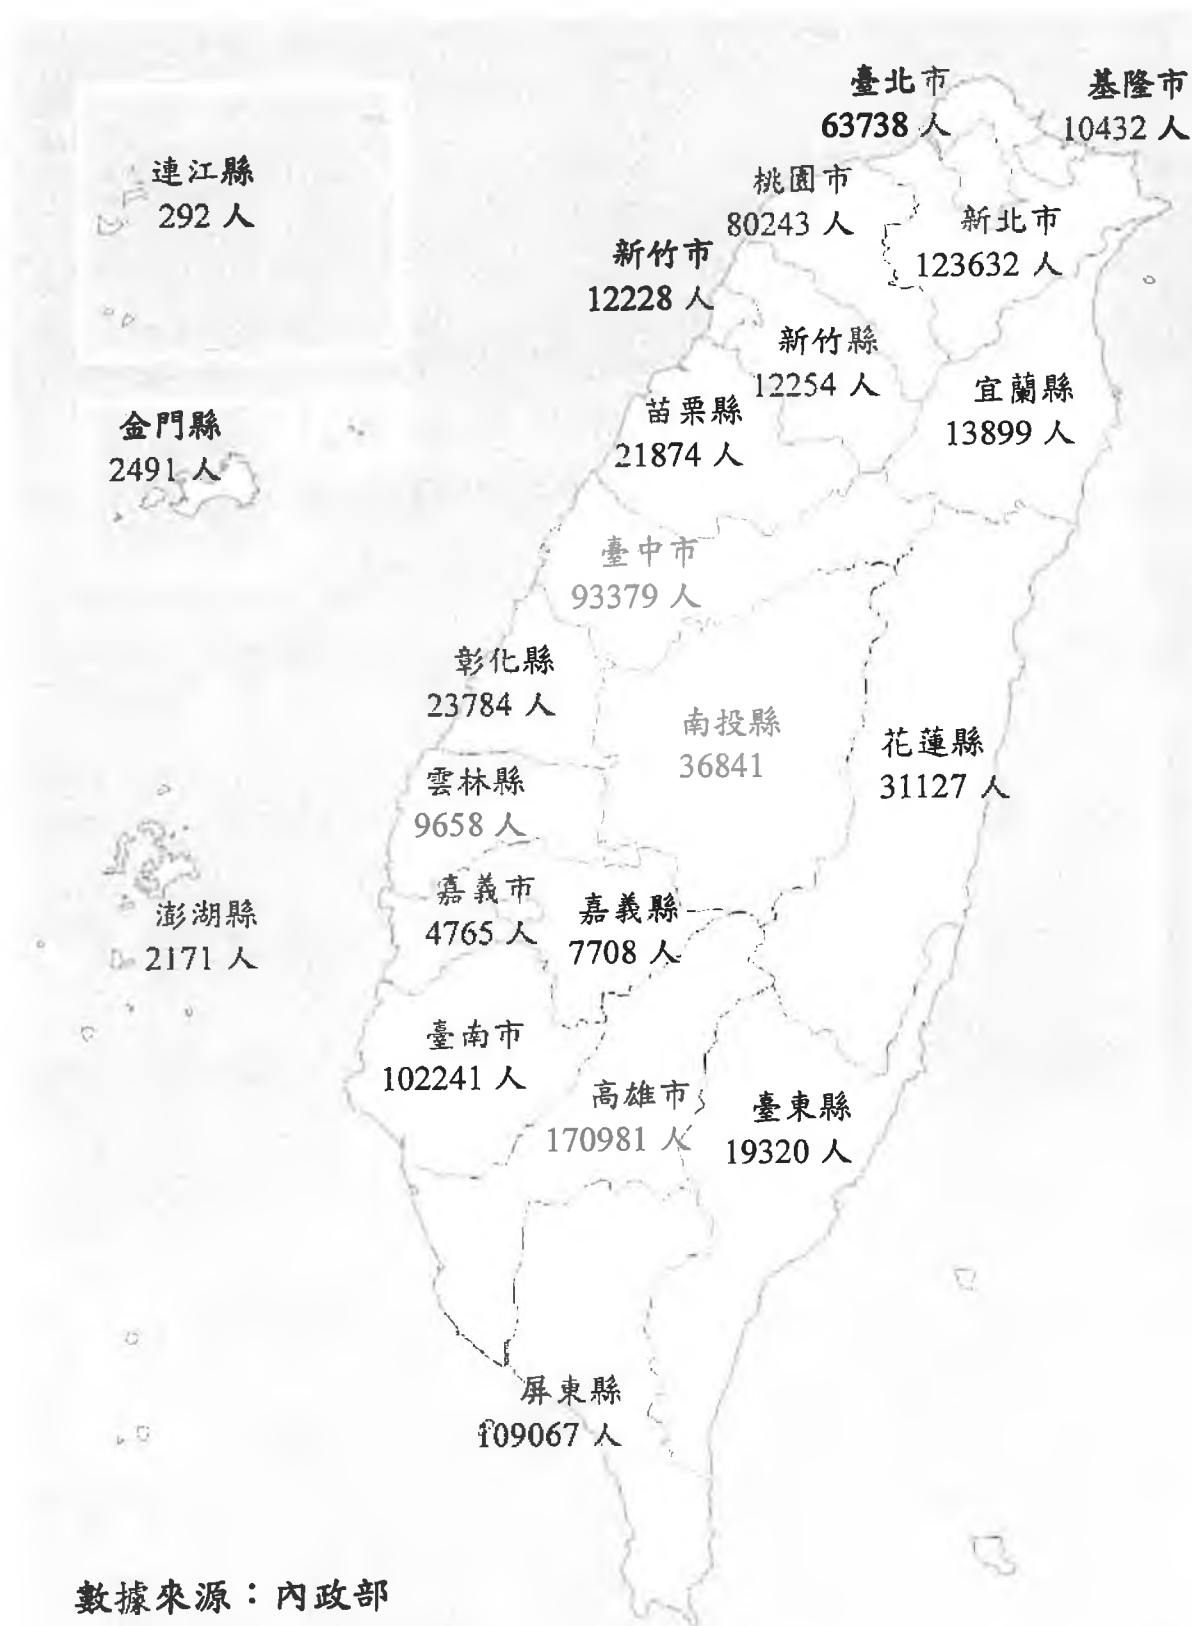 臺北市
63738 人
基隆市
10432 人
連江縣
292 人
桃園市
80243 人
新北市
123632 人
新竹市
12228 人
新竹縣
12254 人
宜蘭縣
13899 人
苗栗縣
21874 人
金門縣
2491 人
臺中市
93379 人
彰化縣
23784 人
南投縣
36841
花蓮縣
31127 人
雲林縣
9658 人
嘉義市
4765 人
嘉義縣
7708 人
澎湖縣
2171 人
臺南市
102241 人
高雄市
170981 人
臺東縣
19320 人
屏東縣
109067 人
數據來源：內政部